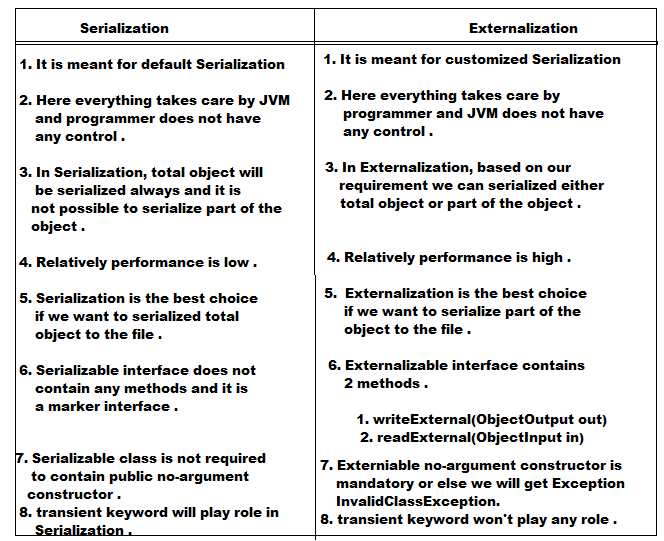 Serialization
1. It is meant for default Serialization
2. Here everything takes care by JVM
and programmer does not have
any control .
3. In Serialization, total object will
be serialized always and it is
not possible to serialize part of the
object .
4. Relatively performance is low .
5. Serialization is the best choice
if we want to serialized total
object to the file .
6. Serializable interface does not
contain any methods and it is
a marker interface .
7. Serializable class is not required
to contain public no-argument
constructor .
8. transient keyword will play role in
Serialization .
Externalization
1. It is meant for customized Serialization
2. Here everything takes care by
programmer and JVM does not have
any control .
3. In Externalization, based on our
requirement we can serialized either
total object or part of the object .
4. Relatively performance is high .
5. Externalization is the best choice
if we want to serialize part of the
object to the file .
6. Externalizable interface contains
2 methods .
1. writeExternal(ObjectOutput out)
2. readExternal(ObjectInput in)
7. Externiable no-argument constructor is
mandatory or else we will get Exception
InvalidClassException.
8. transient keyword won't play any role .